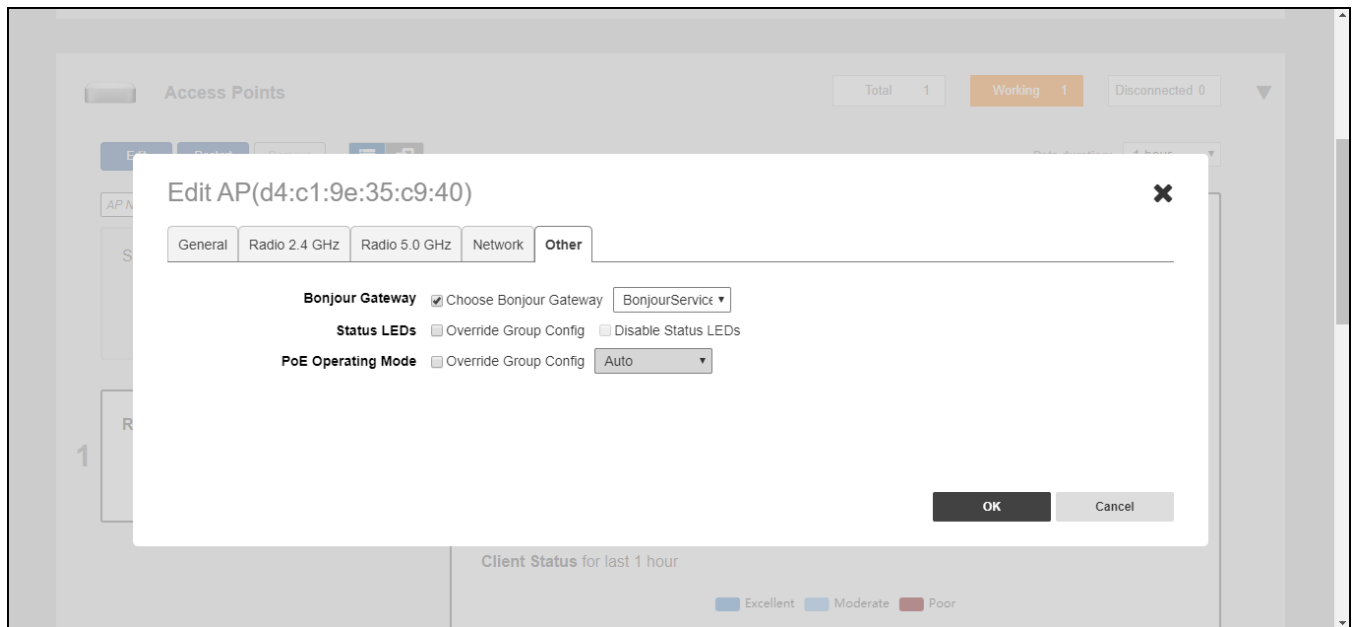 Access Points
Total 1
Working 1
Disconnected 0
1 hour
Edit AP(d4:c1:9e:35:c9:40)
General
Radio 2.4 GHz
Radio 5.0 GHz
Network
Other
Bonjour Gateway
Choose Bonjour Gateway
BonjourService
Status LEDs
Override Group Config
Disable Status LEDs
PoE Operating Mode
Override Group Config
Auto
1
OK
Cancel
Client Status for last 1 hour
Excellent
Moderate
Poor